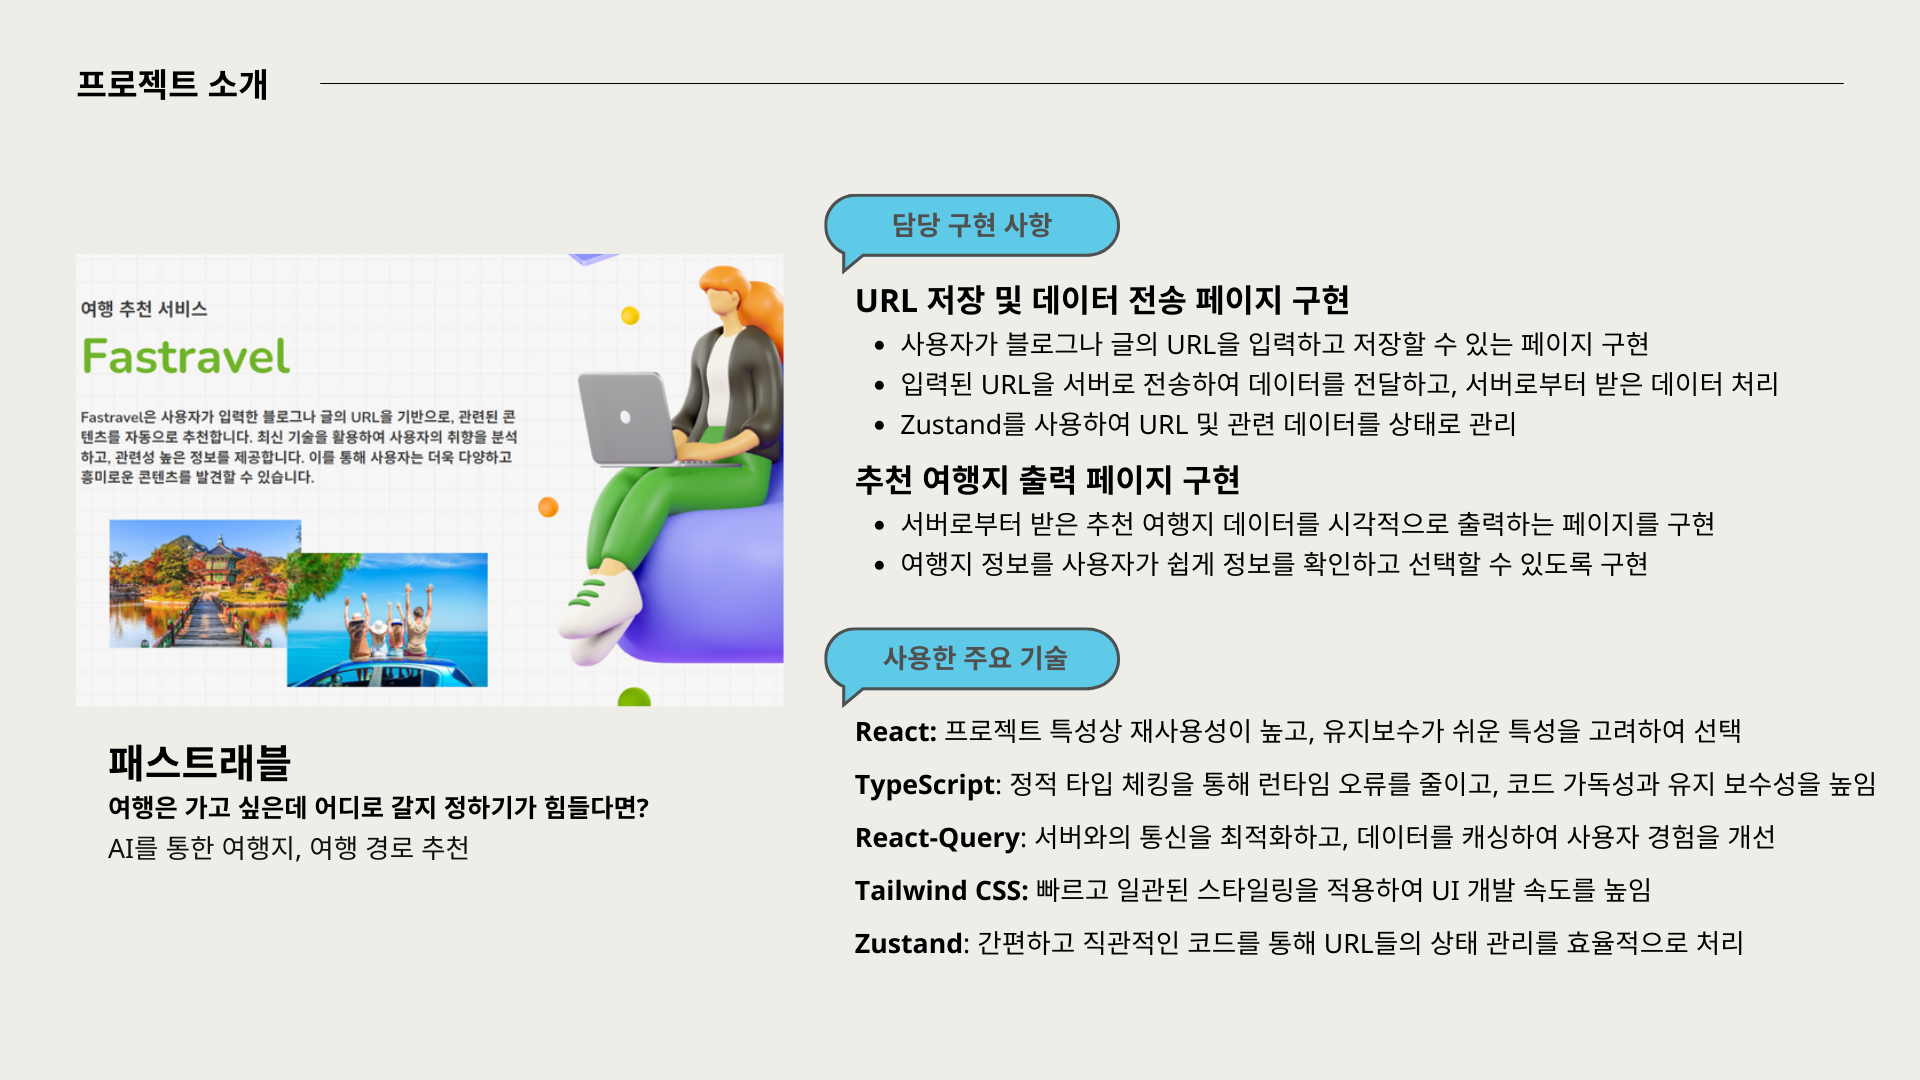 프로젝트 소개
여행 추천 서비스
Fastravel
Fastravel은 사용자가 입력한 블로그나 글의 URL을 기반으로, 관련된 콘
텐츠를 자동으로 추천합니다. 최신 기술을 활용하여 사용자의 취향을 분석
하고, 관련성 높은 정보를 제공합니다. 이를 통해 사용자는 더욱 다양하고
흥미로운 콘텐츠를 발견할 수 있습니다.
패스트래블
여행은 가고 싶은데 어디로 갈지 정하기가 힘들다면?
AI를 통한 여행지, 여행 경로 추천
담당 구현 사항
URL 저장 및 데이터 전송 페이지 구현
• 사용자가 블로그나 글의 URL을 입력하고 저장할 수 있는 페이지 구현
• 입력된 URL을 서버로 전송하여 데이터를 전달하고, 서버로부터 받은 데이터 처리
• Zustand를 사용하여 URL 및 관련 데이터를 상태로 관리
추천 여행지 출력 페이지 구현
• 서버로부터 받은 추천 여행지 데이터를 시각적으로 출력하는 페이지를 구현
• 여행지 정보를 사용자가 쉽게 정보를 확인하고 선택할 수 있도록 구현
사용한 주요 기술
React: 프로젝트 특성상 재사용성이 높고, 유지보수가 쉬운 특성을 고려하여 선택
TypeScript: 정적 타입 체킹을 통해 런타임 오류를 줄이고, 코드 가독성과 유지 보수성을 높임
React-Query: 서버와의 통신을 최적화하고, 데이터를 캐싱하여 사용자 경험을 개선
Tailwind CSS: 빠르고 일관된 스타일링을 적용하여 UI 개발 속도를 높임
Zustand: 간편하고 직관적인 코드를 통해 URL들의 상태 관리를 효율적으로 처리